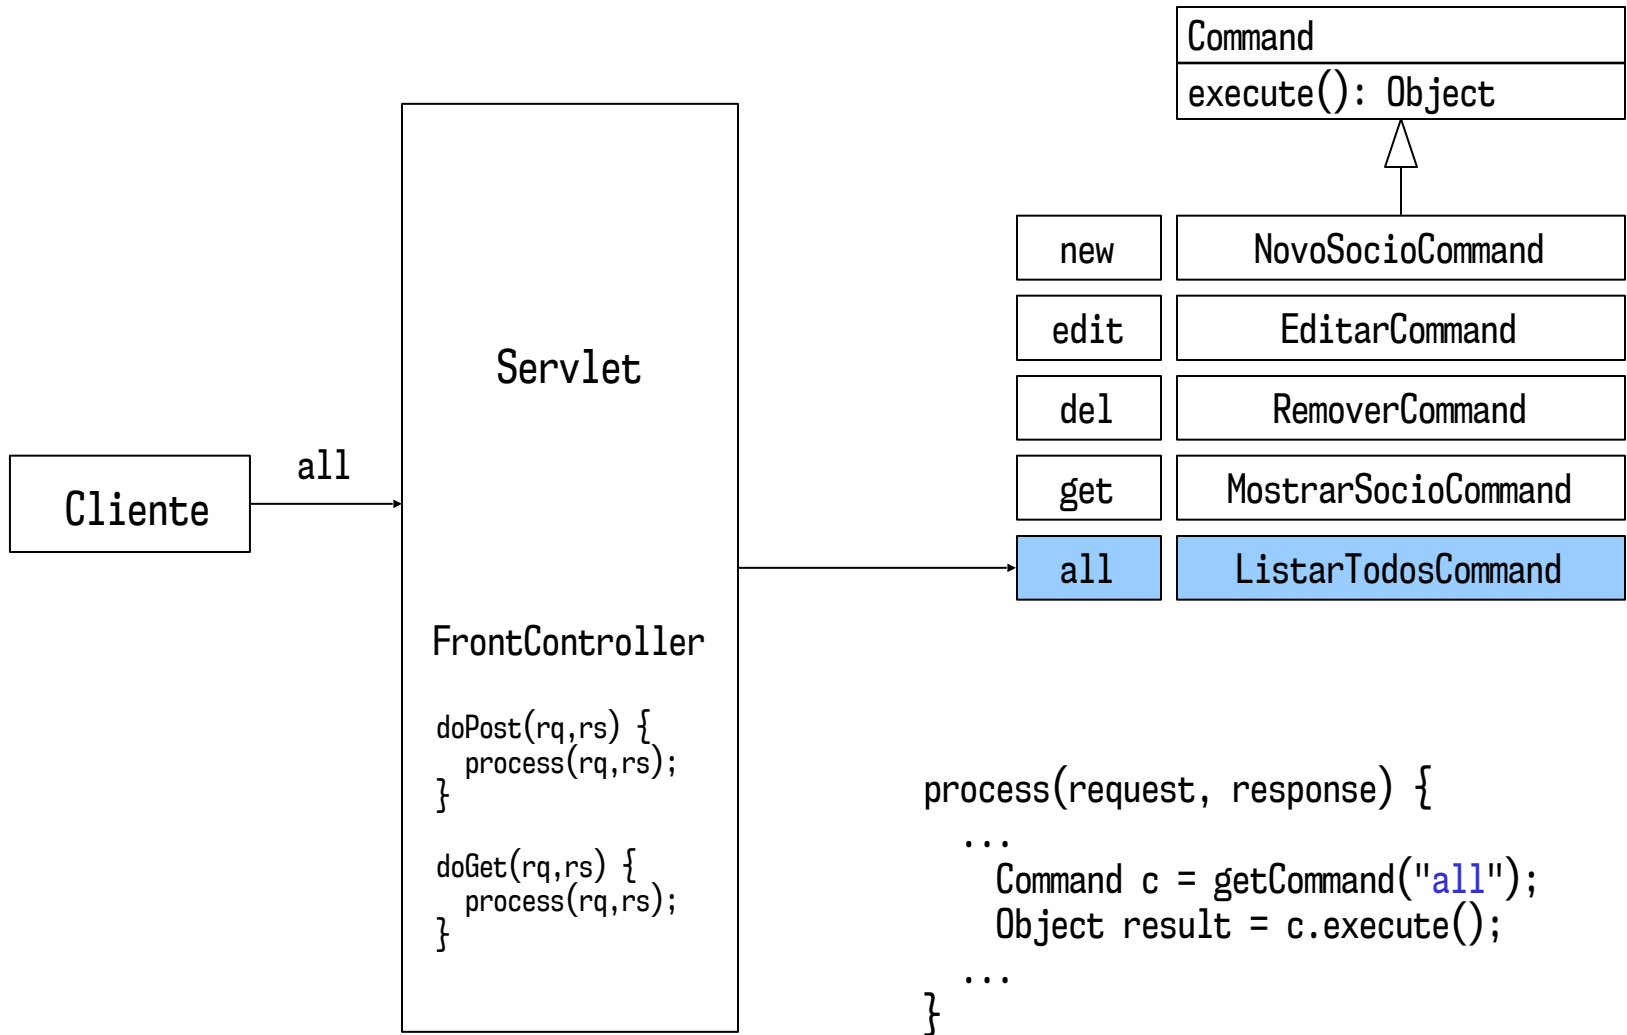 Command
execute(): Object
new NovoSocioCommand
edit EditarCommand
del RemoverCommand
get MostrarSocioCommand
all ListarTodosCommand
Cliente
all
Servlet
FrontController
doPost(rq,rs) {
  process(rq,rs);
}
doGet(rq,rs) {
  process(rq,rs);
}
process(request, response) {
  ...
    Command c = getCommand("all");
    Object result = c.execute();
  ...
}